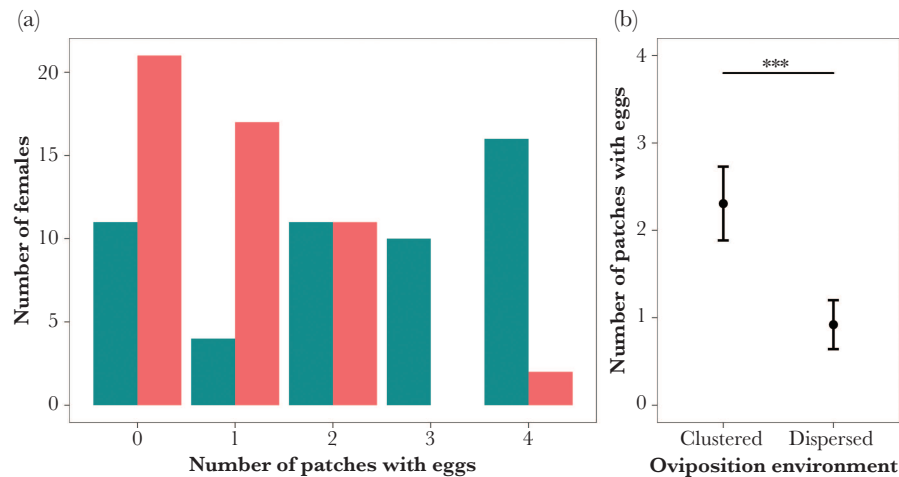 (a)
Number of females
20
15
10
5
0
0 1 2 3 4
Number of patches with eggs
(b)
Number of patches with eggs
4
3
2
1
0
***
Clustered Dispersed
Oviposition environment